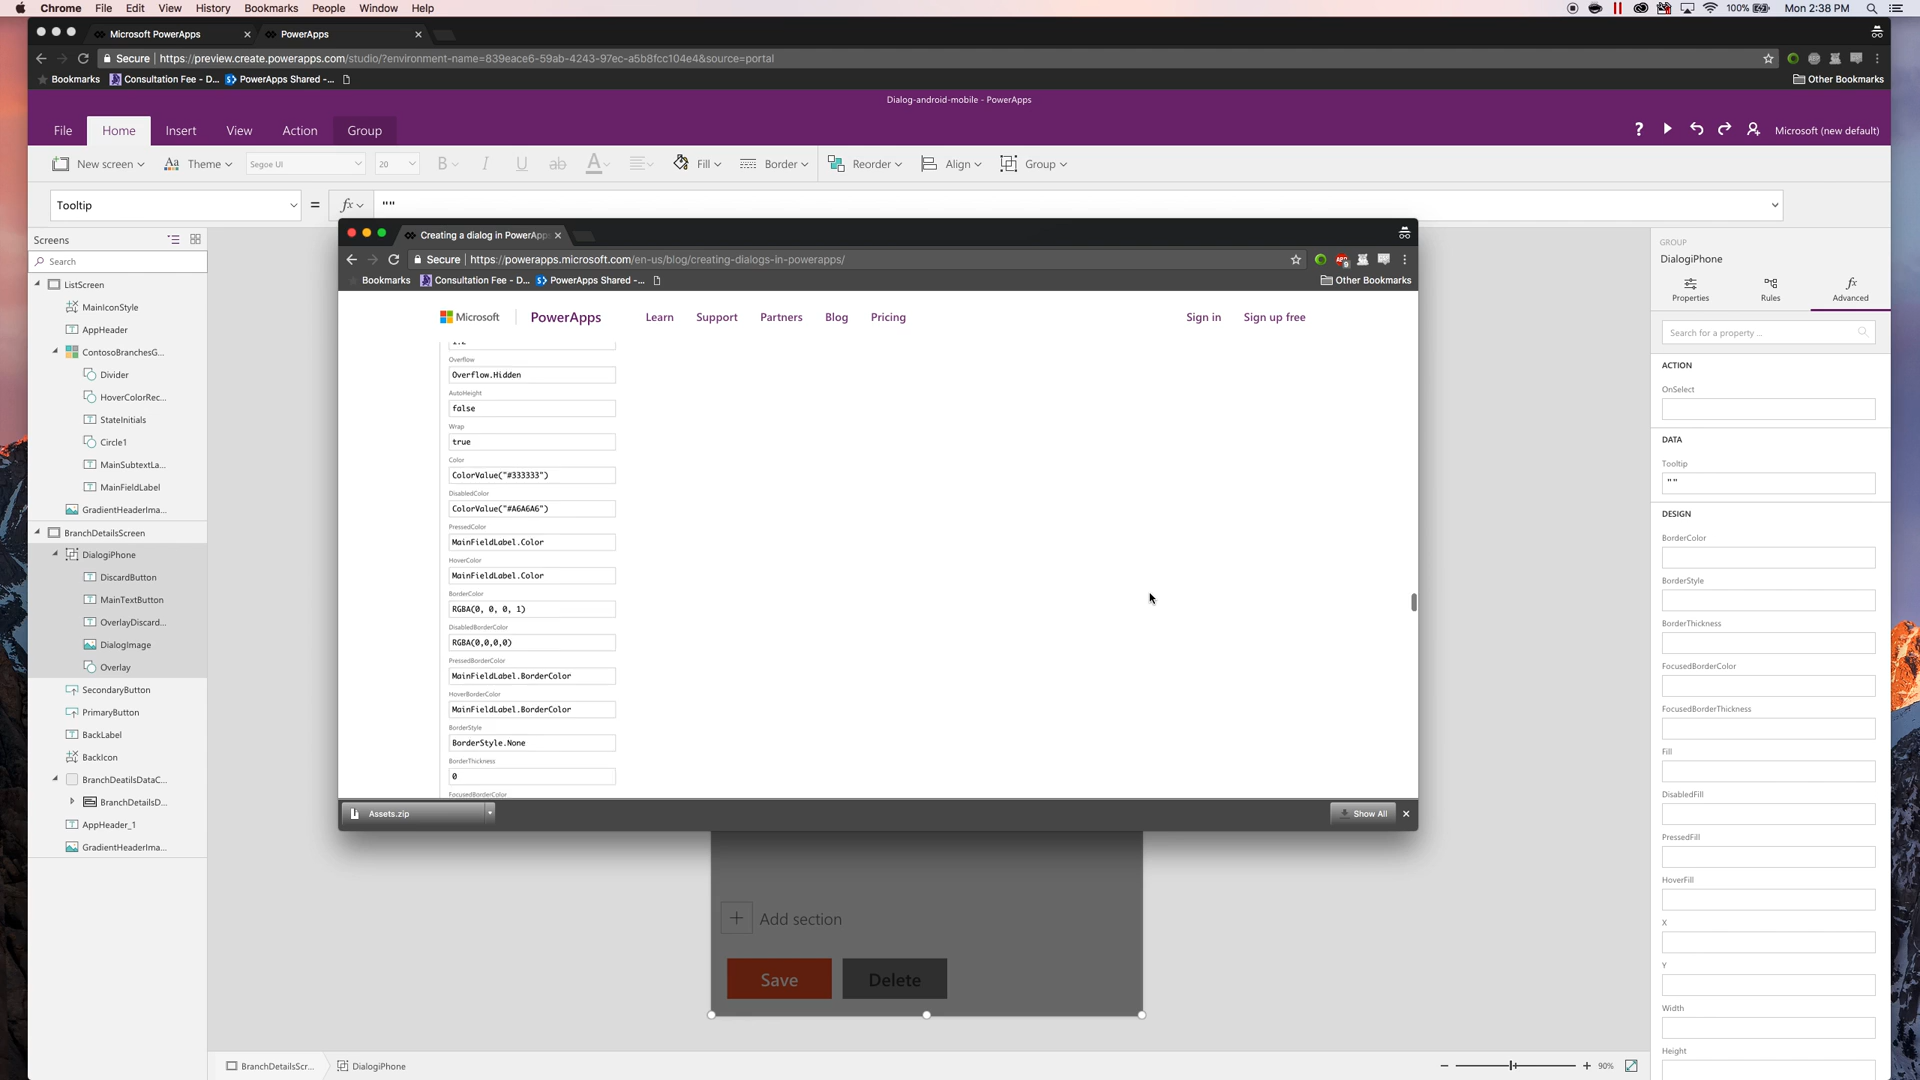 Chrome File Edit View History Bookmarks People Window Help
100% Mon 2:38 PM
Microsoft PowerApps
PowerApps
Secure https://preview.create.powerapps.com/studio/?environment-name=839eace6-59ab-4243-97ec-a5b8fcc104e4&source=portal
Bookmarks Consultation Fee - D... PowerApps Shared -... Other Bookmarks
Dialog-android-mobile - PowerApps
File Home Insert View Action Group
? Microsoft (new default)
New screen Theme Segoe UI 20 B I U ab A Fill Border Reorder Align Group
Tooltip = fx ""
Screens
Search
ListScreen
MainIconStyle
AppHeader
ContosoBranchesG...
Divider
HoverColorRec...
StateInitials
Circle1
MainSubtextLa...
MainFieldLabel
GradientHeaderIma...
BranchDetailsScreen
DialogiPhone
DiscardButton
MainTextButton
OverlayDiscard...
DialogImage
Overlay
SecondaryButton
PrimaryButton
BackLabel
BackIcon
BranchDeatilsDataC...
BranchDetailsD...
AppHeader_1
GradientHeaderIma...
Creating a dialog in PowerApp
Secure https://powerapps.microsoft.com/en-us/blog/creating-dialogs-in-powerapps/
Bookmarks Consultation Fee - D... PowerApps Shared -... Other Bookmarks
Microsoft PowerApps Learn Support Partners Blog Pricing Sign in Sign up free
Overflow
Overflow.Hidden
AutoHeight
false
Wrap
true
Color
ColorValue("#333333")
DisabledColor
ColorValue("#A6A6A6")
PressedColor
MainFieldLabel.Color
HoverColor
MainFieldLabel.Color
BorderColor
RGBA(0, 0, 0, 1)
DisabledBorderColor
RGBA(0,0,0,0)
PressedBorderColor
MainFieldLabel.BorderColor
HoverBorderColor
MainFieldLabel.BorderColor
BorderStyle
BorderStyle.None
BorderThickness
0
FocusedBorderColor
Assets.zip
Show All
Add section
Save Delete
GROUP
DialogiPhone
Properties Rules Advanced
Search for a property ...
ACTION
OnSelect
DATA
Tooltip
""
DESIGN
BorderColor
BorderStyle
BorderThickness
FocusedBorderColor
FocusedBorderThickness
Fill
DisabledFill
PressedFill
HoverFill
X
Y
Width
Height
BranchDetailsScr... DialogiPhone
90%